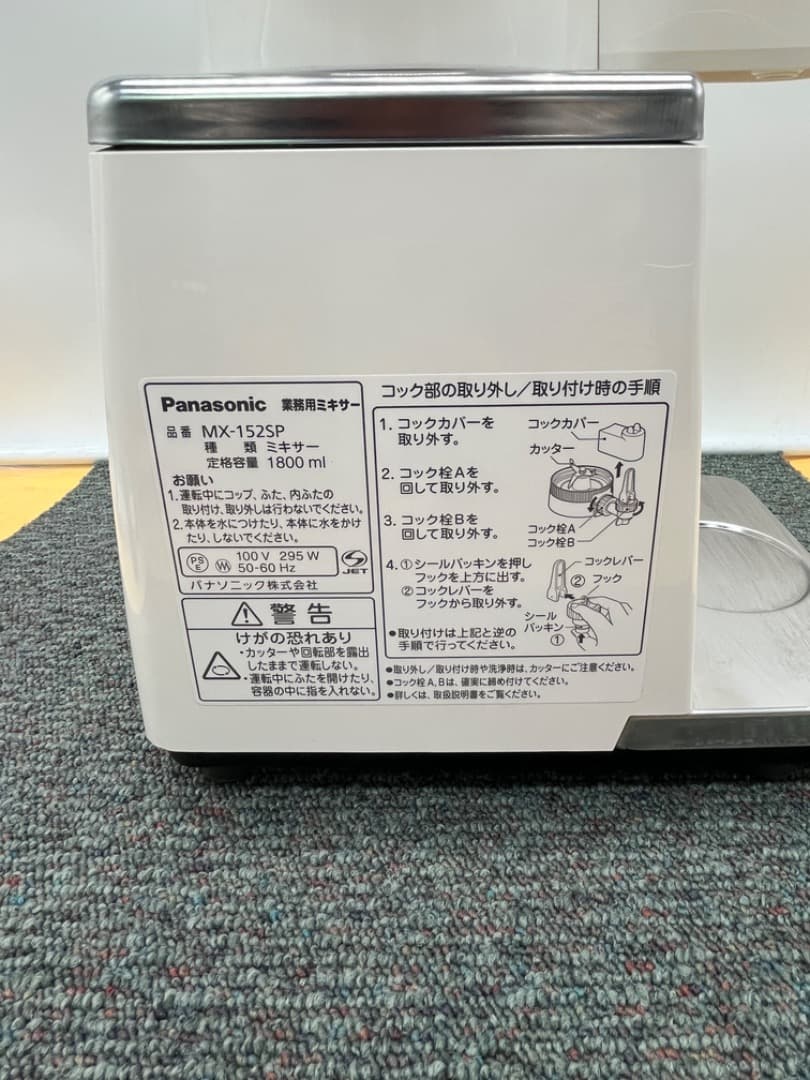 Panasonic 業務用ミキサー
品番 MX-152SP
種類 ミキサー
定格容量 1800 ml
お願い
1.運転中にコップ、ふた、内ぶたの
取り付け、取り外しは行わないでください。
2.本体を水につけたり、本体に水をかけ
たり、しないでください。
PS
E
100 V 295 W
50-60 Hz
JET
パナソニック株式会社
警告
けがの恐れあり
・カッターや回転部を露出
したままで運転しない。
・運転中にふたを開けたり、
容器の中に指を入れない。
コック部の取り外し/取り付け時の手順
1. コックカバーを
取り外す。
2. コック栓Aを
回して取り外す。
3. コック栓Bを
回して取り外す。
4. ①シールパッキンを押し
フックを上方に出す。
②コックレバーを
フックから取り外す。
●取り付けは上記と逆の
手順で行ってください。
コックカバー
カッター
コック栓A
コック栓B
コックレバー
② フック
シール
パッキン
①
●取り外し/取り付け時や洗浄時は、カッターにご注意ください。
●コック栓A,Bは、確実に締め付けてください。
●詳しくは、取扱説明書をご覧ください。